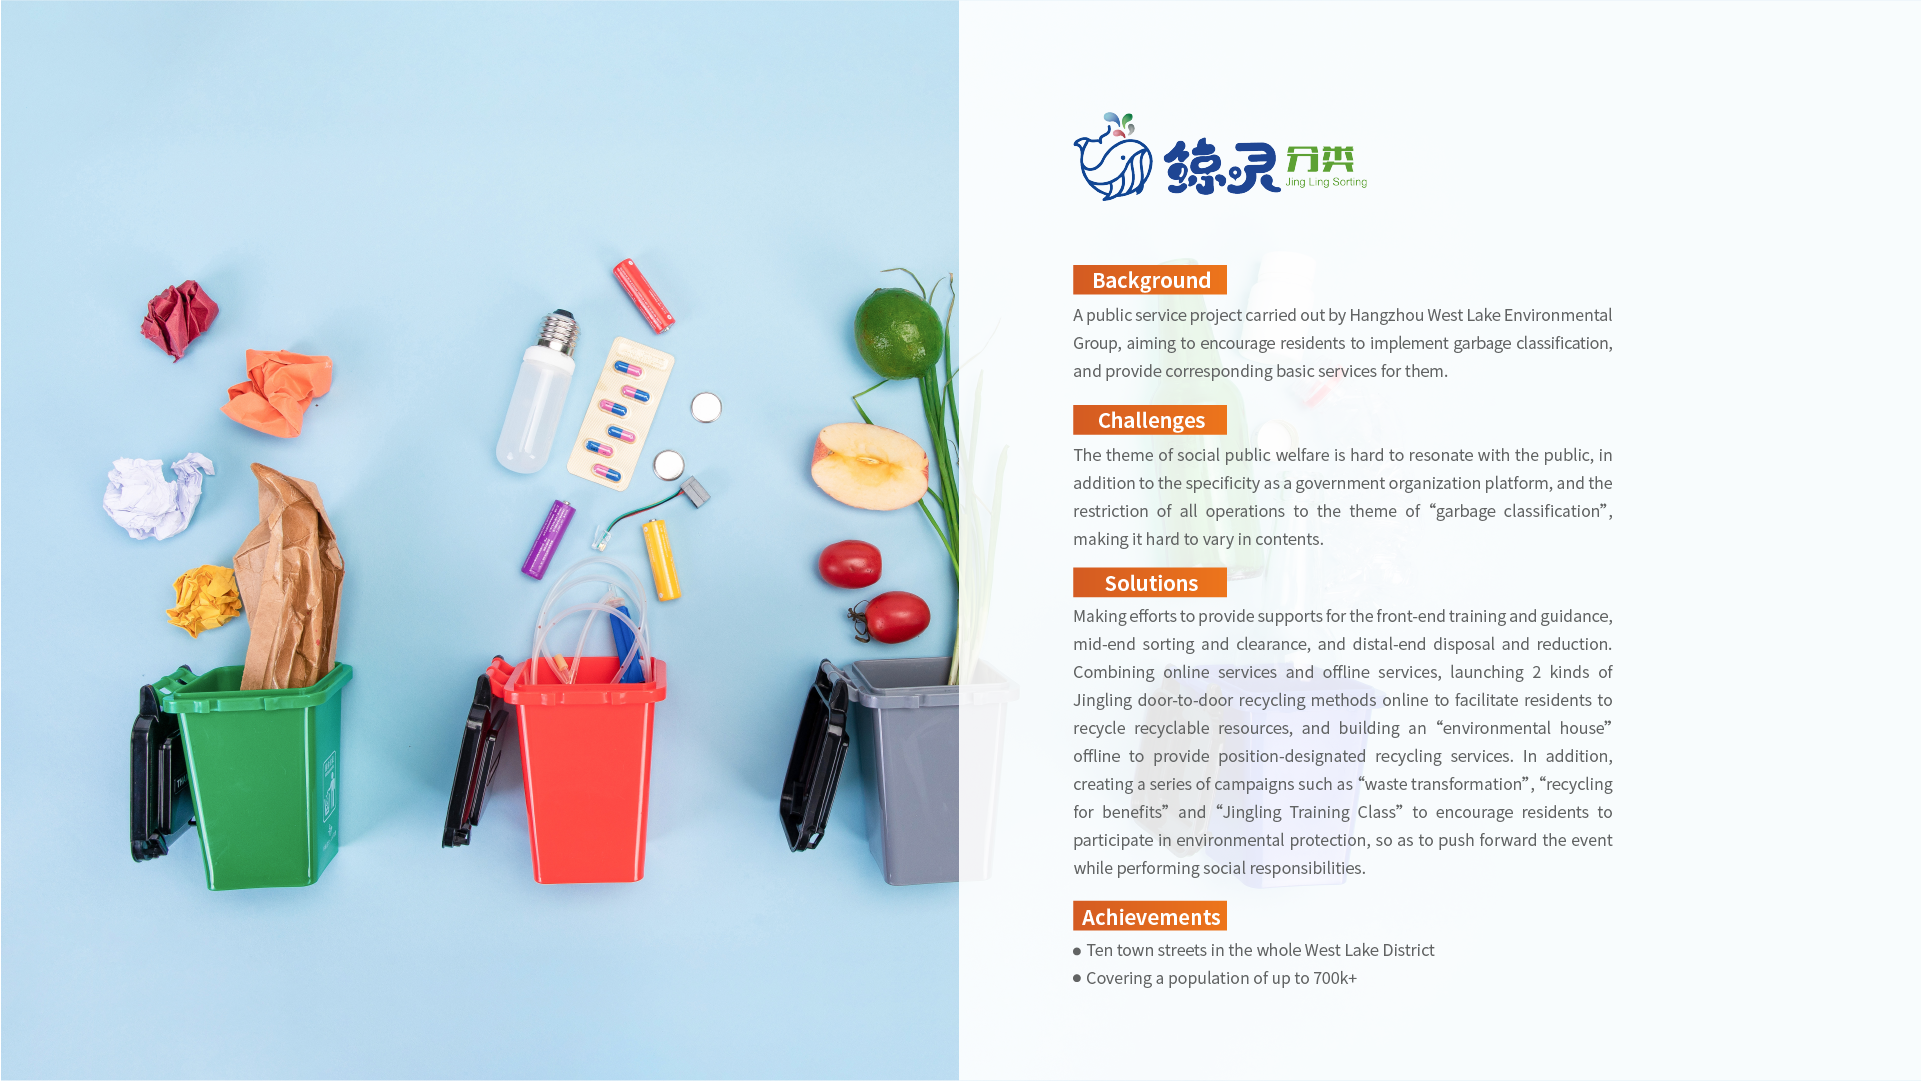 鲸灵 分类
Jing Ling Sorting
Background
A public service project carried out by Hangzhou West Lake Environmental
Group, aiming to encourage residents to implement garbage classification,
and provide corresponding basic services for them.
Challenges
The theme of social public welfare is hard to resonate with the public, in
addition to the specificity as a government organization platform, and the
restriction of all operations to the theme of “garbage classification”,
making it hard to vary in contents.
Solutions
Making efforts to provide supports for the front-end training and guidance,
mid-end sorting and clearance, and distal-end disposal and reduction.
Combining online services and offline services, launching 2 kinds of
Jingling door-to-door recycling methods online to facilitate residents to
recycle recyclable resources, and building an “environmental house”
offline to provide position-designated recycling services. In addition,
creating a series of campaigns such as “waste transformation”, “recycling
for benefits” and “Jingling Training Class” to encourage residents to
participate in environmental protection, so as to push forward the event
while performing social responsibilities.
Achievements
● Ten town streets in the whole West Lake District
● Covering a population of up to 700k+